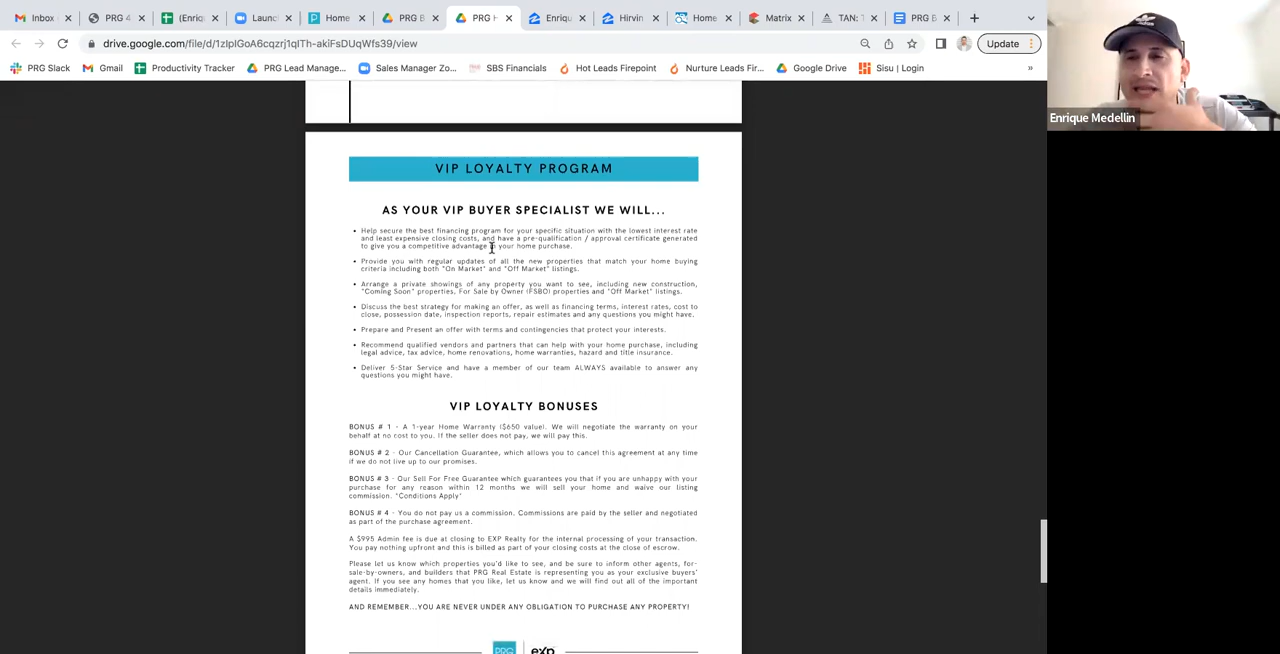 Inbox
PRG 4
(Enriq
Launc
Home
PRG B
PRG H
Enriqu
Hirvin
Home
Matrix
TAN: T
PRG B
drive.google.com/file/d/1zIplGoA6cqzrj1qITh-akiFsDUqWfs39/view
Update
PRG Slack
Gmail
Productivity Tracker
PRG Lead Manage...
Sales Manager Zo...
SBS Financials
Hot Leads Firepoint
Nurture Leads Fir...
Google Drive
Sisu | Login
»
Enrique Medellin
VIP LOYALTY PROGRAM
AS YOUR VIP BUYER SPECIALIST WE WILL...
• Help secure the best financing program for your specific situation with the lowest interest rate
and least expensive closing costs, and have a pre-qualification / approval certificate generated
to give you a competitive advantage in your home purchase.
• Provide you with regular updates of all the new properties that match your home buying
criteria including both "On Market" and "Off Market" listings.
• Arrange a private showings of any property you want to see, including new construction,
"Coming Soon" properties. For Sale by Owner (FSBO) properties and "Off Market" listings.
• Discuss the best strategy for making an offer, as well as financing terms, interest rates, cost to
close, possession date, inspection reports, repair estimates and any questions you might have.
• Prepare and Present an offer with terms and contingencies that protect your interests.
• Recommend qualified vendors and partners that can help with your home purchase, including
legal advice, tax advice, home renovations, home warranties, hazard and title insurance.
• Deliver 5-Star Service and have a member of our team ALWAYS available to answer any
questions you might have.
VIP LOYALTY BONUSES
BONUS # 1 - A 1-year Home Warranty ($650 value). We will negotiate the warranty on your
behalf at no cost to you. If the seller does not pay, we will pay this.
BONUS # 2 - Our Cancellation Guarantee, which allows you to cancel this agreement at any time
if we do not live up to our promises.
BONUS # 3 - Our Sell For Free Guarantee which guarantees you that if you are unhappy with your
purchase for any reason within 12 months we will sell your home and waive our listing
commission. *Conditions Apply*
BONUS # 4 - You do not pay us a commission. Commissions are paid by the seller and negotiated
as part of the purchase agreement.
A $995 Admin fee is due at closing to EXP Realty for the internal processing of your transaction.
You pay nothing upfront and this is billed as part of your closing costs at the close of escrow.
Please let us know which properties you'd like to see, and be sure to inform other agents, for-
sale-by-owners, and builders that PRG Real Estate is representing you as your exclusive buyers'
agent. If you see any homes that you like, let us know and we will find out all of the important
details immediately.
AND REMEMBER...YOU ARE NEVER UNDER ANY OBLIGATION TO PURCHASE ANY PROPERTY!
PRG
exp